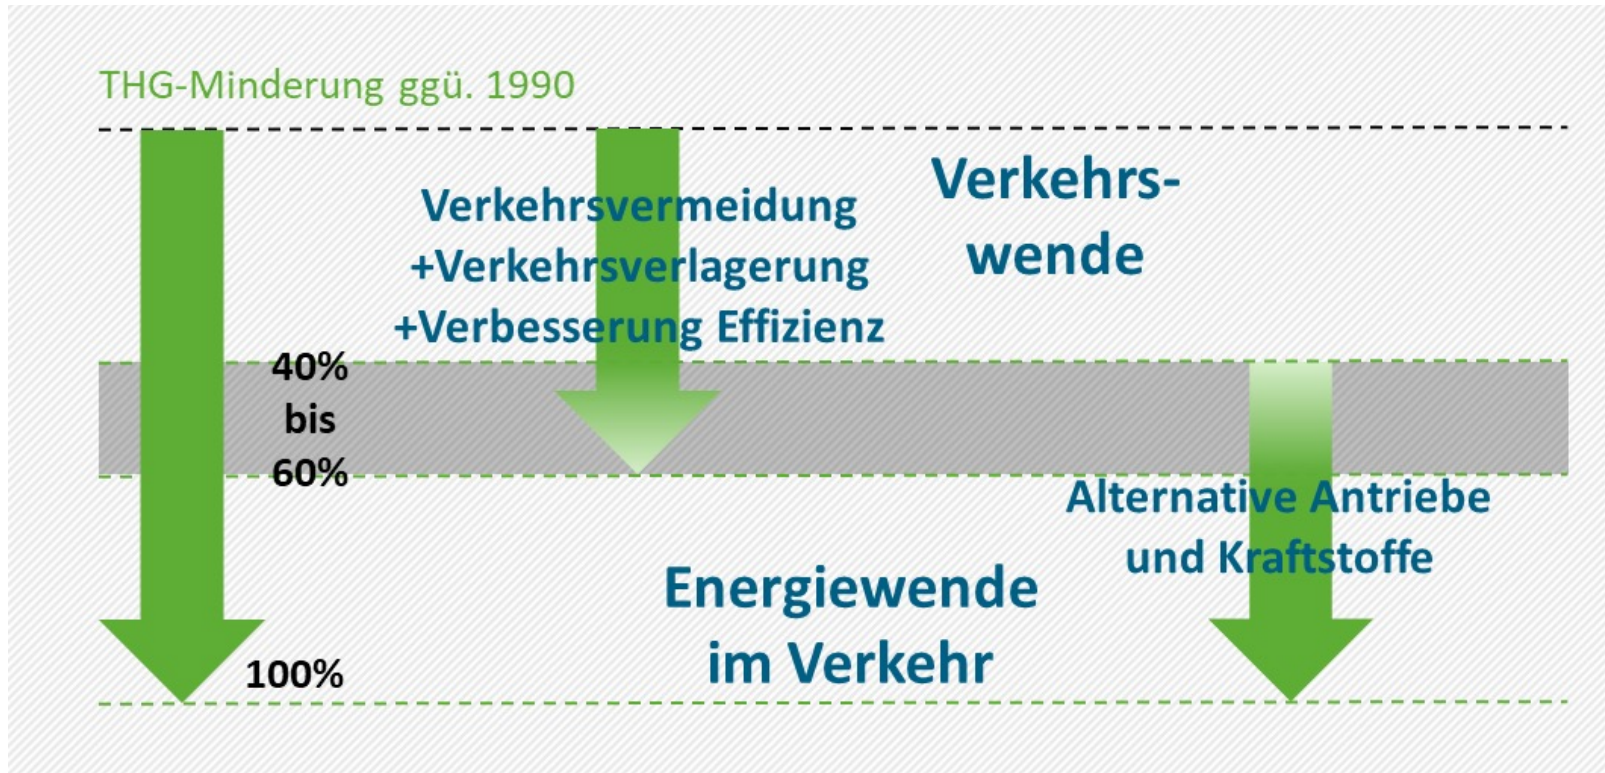 THG-Minderung ggü. 1990
Verkehrsvermeidung
+Verkehrsverlagerung
+Verbesserung Effizienz
Verkehrs-
wende
40%
bis
60%
Alternative Antriebe
und Kraftstoffe
Energiewende
im Verkehr
100%